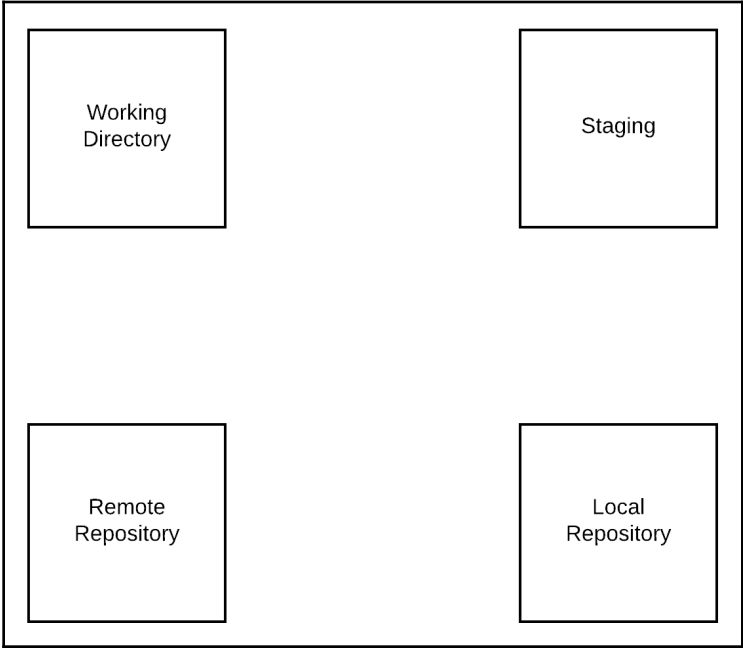 Working
Directory
Staging
Remote
Repository
Local
Repository